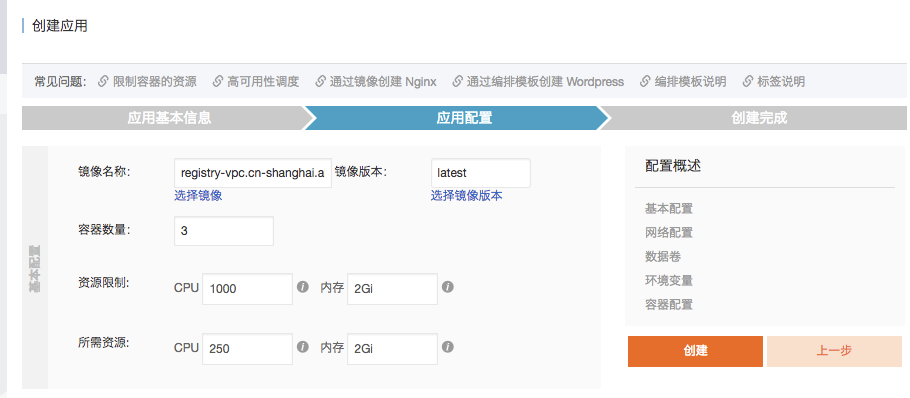 创建应用
常见问题： 限制容器的资源 高可用性调度 通过镜像创建 Nginx 通过编排模板创建 Wordpress 编排模板说明 标签说明
应用基本信息 应用配置 创建完成
基本配置
镜像名称： registry-vpc.cn-shanghai.a 镜像版本： latest
选择镜像 选择镜像版本
容器数量： 3
资源限制： CPU 1000 内存 2Gi
所需资源： CPU 250 内存 2Gi
配置概述
基本配置
网络配置
数据卷
环境变量
容器配置
创建 上一步